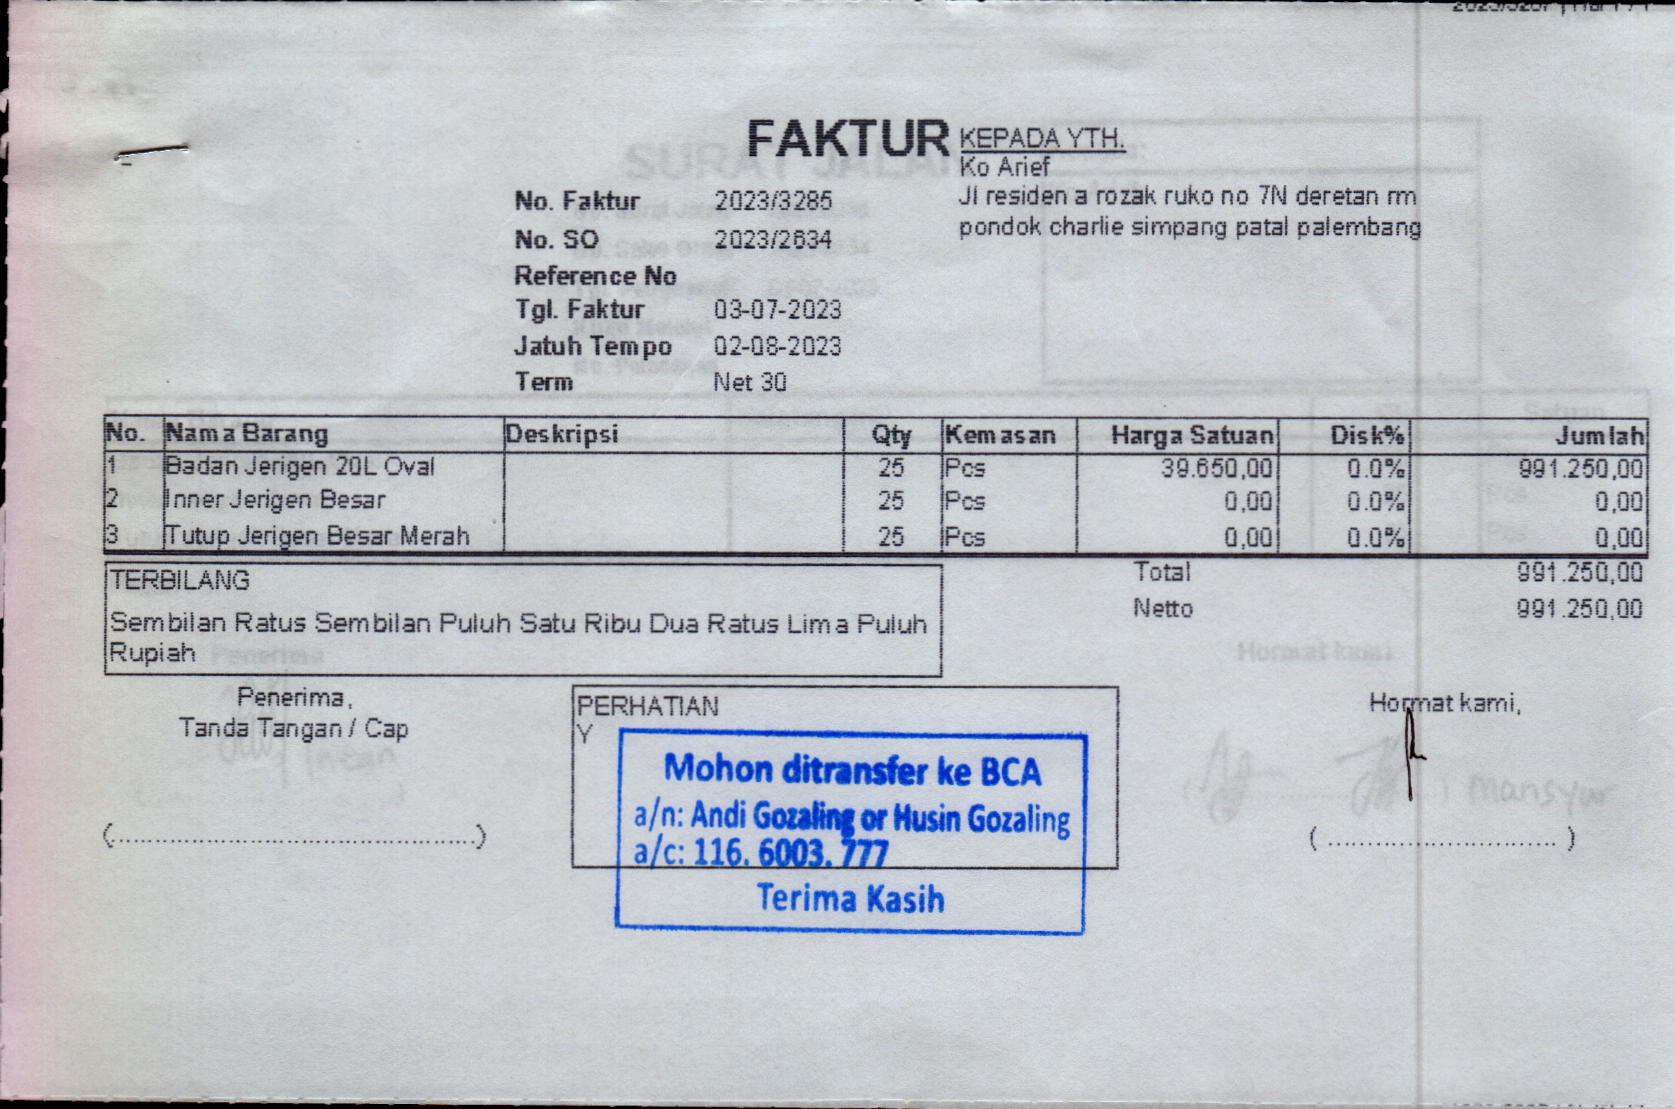 FAKTUR
KEPADA YTH.
Ko Arief
Jl residen a rozak ruko no 7N deretan rm
pondok charlie simpang patal palembang
No. Faktur 2023/3285
No. SO 2023/2634
Reference No
Tgl. Faktur 03-07-2023
Jatuh Tempo 02-08-2023
Term Net 30
No. Nama Barang Deskripsi Qty Kemasan Harga Satuan Disk% Jumlah
1 Badan Jerigen 20L Oval 25 Pcs 39.650,00 0.0% 991.250,00
2 Inner Jerigen Besar 25 Pcs 0,00 0.0% 0,00
3 Tutup Jerigen Besar Merah 25 Pcs 0,00 0.0% 0,00
Total 991.250,00
Netto 991.250,00
TERBILANG
Sembilan Ratus Sembilan Puluh Satu Ribu Dua Ratus Lima Puluh
Rupiah
Penerima,
Tanda Tangan / Cap
(................................................)
PERHATIAN
Y
Mohon ditransfer ke BCA
a/n: Andi Gozaling or Husin Gozaling
a/c: 116. 6003. 777
Terima Kasih
Hormat kami,
( .............................. )